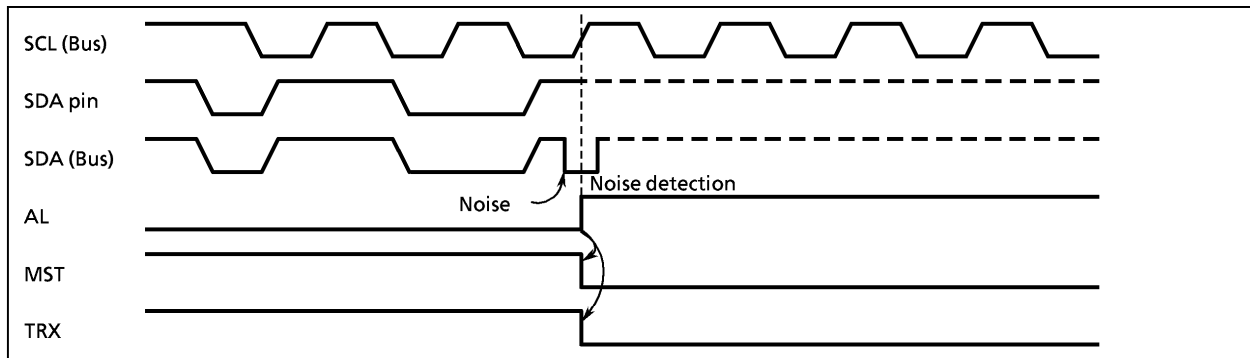 SCL (Bus)
SDA pin
SDA (Bus)
Noise detection
Noise
AL
MST
TRX